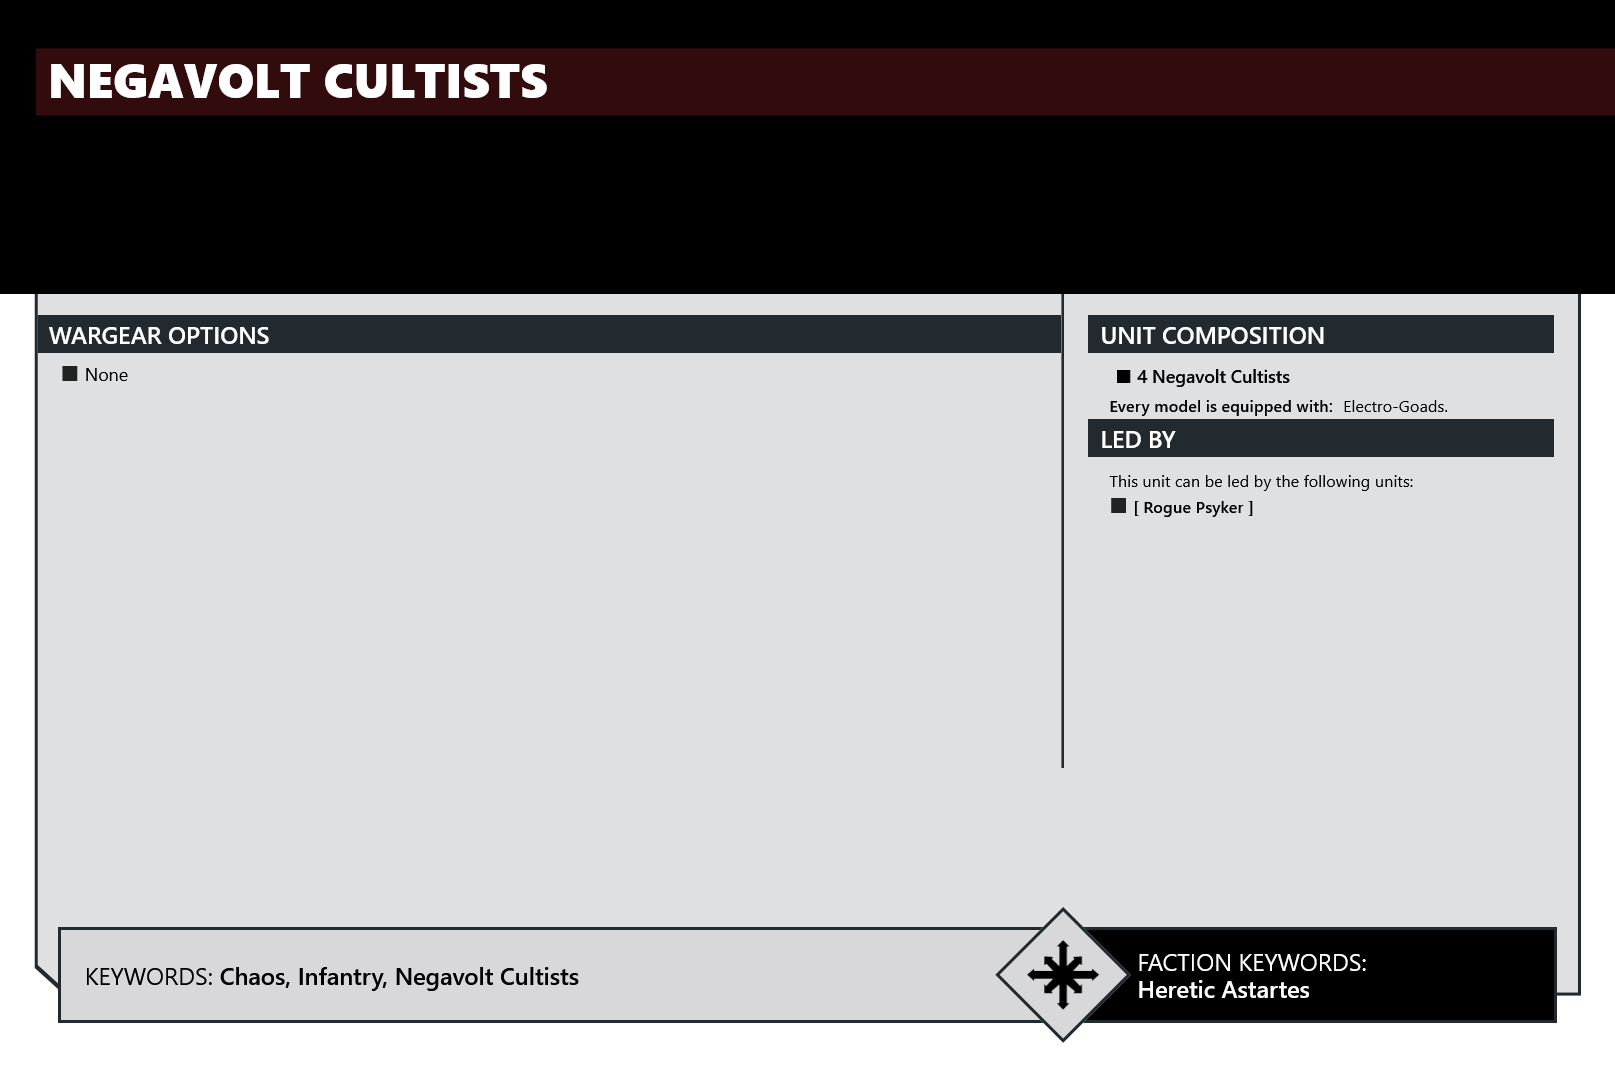 NEGAVOLT CULTISTS
WARGEAR OPTIONS
None
UNIT COMPOSITION
4 Negavolt Cultists
Every model is equipped with: Electro-Goads.
LED BY
This unit can be led by the following units:
[ Rogue Psyker ]
KEYWORDS: Chaos, Infantry, Negavolt Cultists
FACTION KEYWORDS:
Heretic Astartes